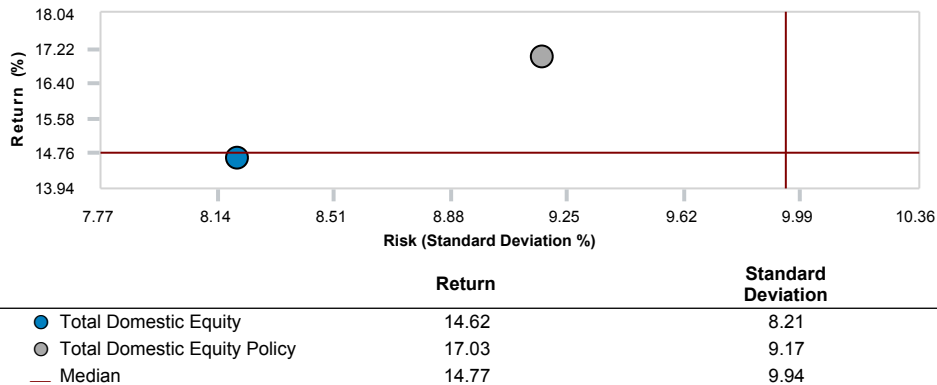 18.04
17.22
16.40
15.58
14.76
13.94
Return (%)
7.77 8.14 8.51 8.88 9.25 9.62 9.99 10.36
Risk (Standard Deviation %)
Return Standard Deviation
Total Domestic Equity 14.62 8.21
Total Domestic Equity Policy 17.03 9.17
Median 14.77 9.94